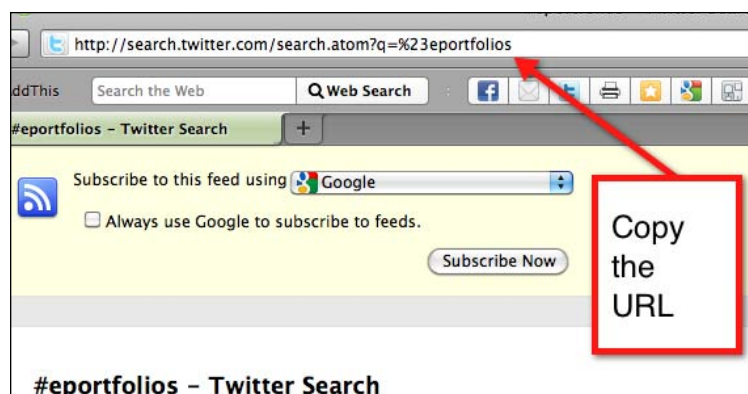 http://search.twitter.com/search.atom?q=%23eportfolios
ddThis Search the Web Web Search
#eportfolios – Twitter Search +
Subscribe to this feed using Google
Always use Google to subscribe to feeds.
Subscribe Now
Copy
the
URL
#eportfolios – Twitter Search